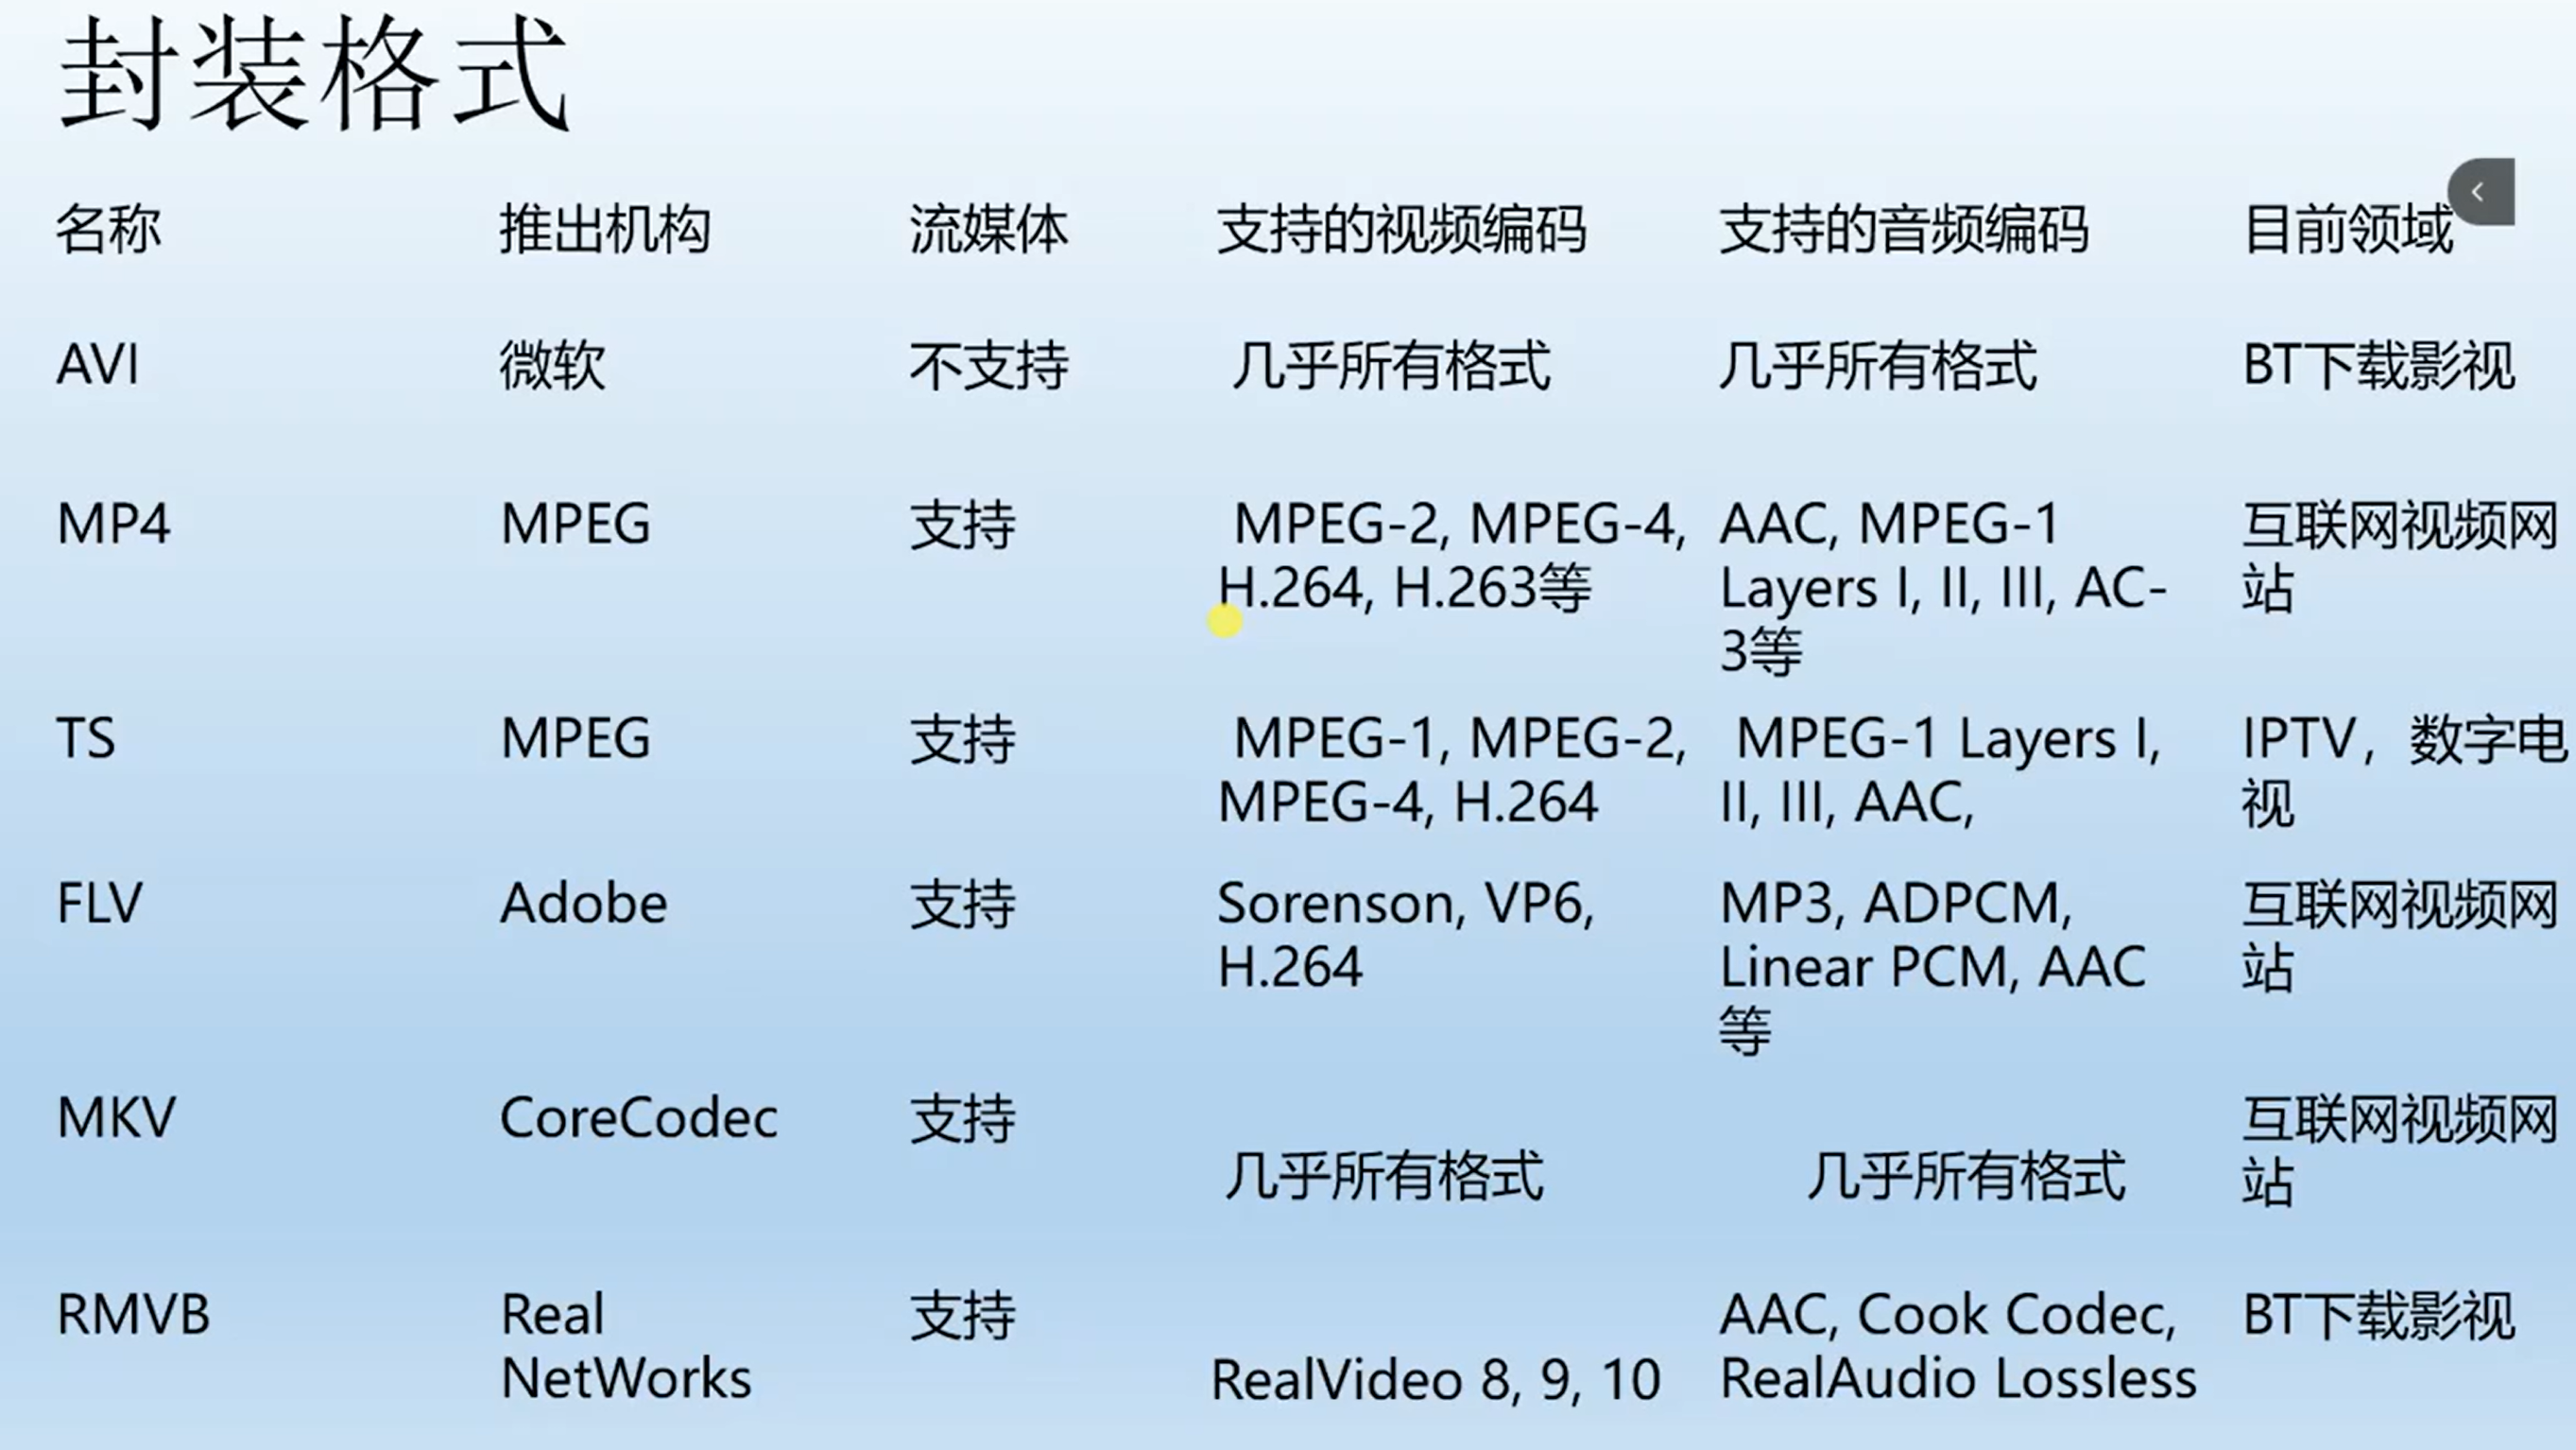 封装格式
名称 推出机构 流媒体 支持的视频编码 支持的音频编码 目前领域
AVI 微软 不支持 几乎所有格式 几乎所有格式 BT下载影视
MP4 MPEG 支持 MPEG-2, MPEG-4, AAC, MPEG-1 互联网视频网
H.264, H.263等 Layers I, II, III, AC- 站
3等
TS MPEG 支持 MPEG-1, MPEG-2, MPEG-1 Layers I, IPTV，数字电
MPEG-4, H.264 II, III, AAC, 视
FLV Adobe 支持 Sorenson, VP6, MP3, ADPCM, 互联网视频网
H.264 Linear PCM, AAC 站
等
MKV CoreCodec 支持 互联网视频网
几乎所有格式 几乎所有格式 站
RMVB Real 支持 AAC, Cook Codec, BT下载影视
NetWorks RealVideo 8, 9, 10 RealAudio Lossless